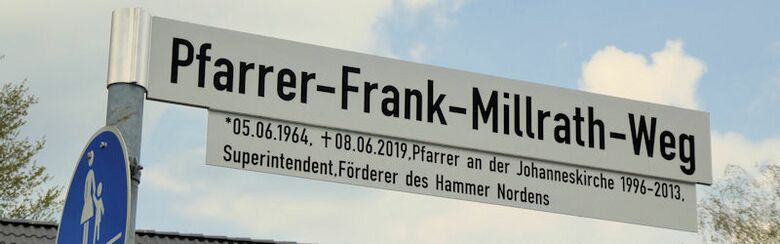 Pfarrer-Frank-Millrath-Weg
*05.06.1964, +08.06.2019,Pfarrer an der Johanneskirche 1996-2013,
Superintendent,Förderer des Hammer Nordens